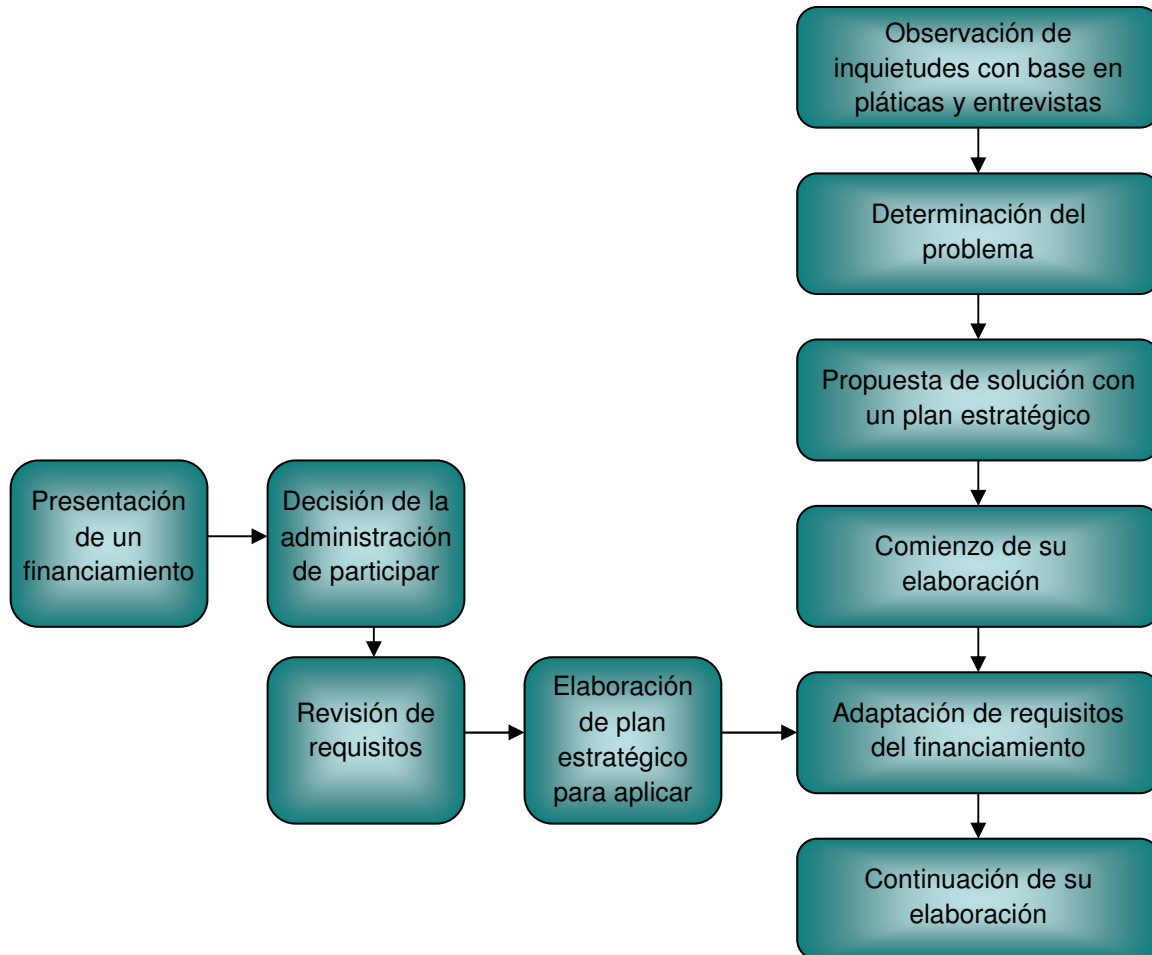 Observación de
inquietudes con base en
pláticas y entrevistas
Determinación del
problema
Propuesta de solución con
un plan estratégico
Presentación
de un
financiamiento
Decisión de la
administración
de participar
Comienzo de su
elaboración
Revisión de
requisitos
Elaboración
de plan
estratégico
para aplicar
Adaptación de requisitos
del financiamiento
Continuación de su
elaboración